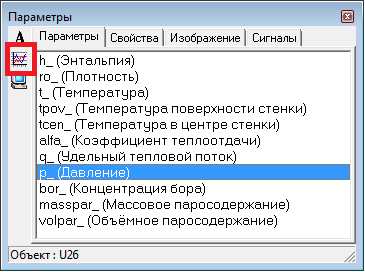 Параметры
A
Параметры Свойства Изображение Сигналы
h_ (Энтальпия)
ro_ (Плотность)
t_ (Температура)
tpov_ (Температура поверхности стенки)
tcen_ (Температура в центре стенки)
alfa_ (Коэффициент теплоотдачи)
q_ (Удельный тепловой поток)
p_ (Давление)
bor_ (Концентрация бора)
masspar_ (Массовое паросодержание)
volpar_ (Объёмное паросодержание)
Объект : U26